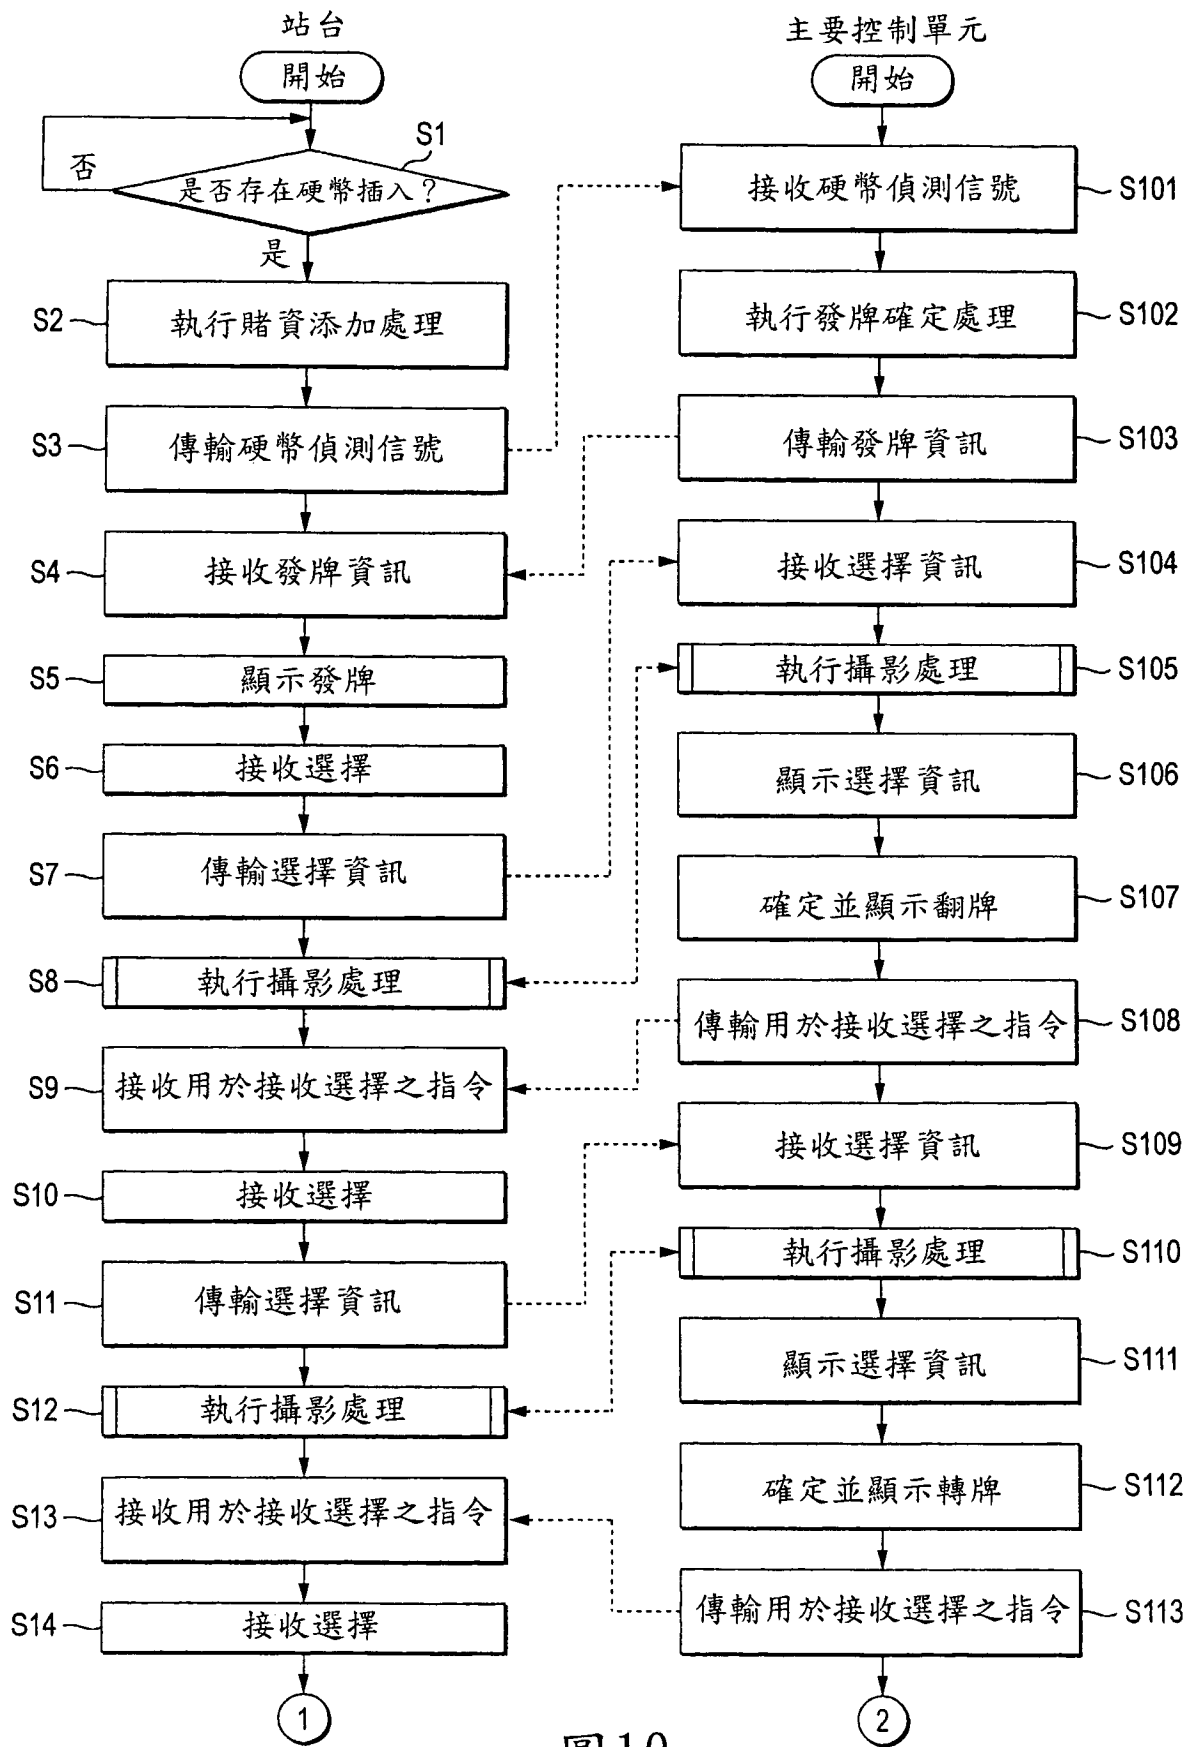 站台
開始
S1
否
是否存在硬幣插入？
是
S2
執行賭資添加處理
S3
傳輸硬幣偵測信號
S4
接收發牌資訊
S5
顯示發牌
S6
接收選擇
S7
傳輸選擇資訊
S8
執行攝影處理
S9
接收用於接收選擇之指令
S10
接收選擇
S11
傳輸選擇資訊
S12
執行攝影處理
S13
接收用於接收選擇之指令
S14
接收選擇
1
主要控制單元
開始
接收硬幣偵測信號
S101
執行發牌確定處理
S102
傳輸發牌資訊
S103
接收選擇資訊
S104
執行攝影處理
S105
顯示選擇資訊
S106
確定並顯示翻牌
S107
傳輸用於接收選擇之指令
S108
接收選擇資訊
S109
執行攝影處理
S110
顯示選擇資訊
S111
確定並顯示轉牌
S112
傳輸用於接收選擇之指令
S113
2
圖10